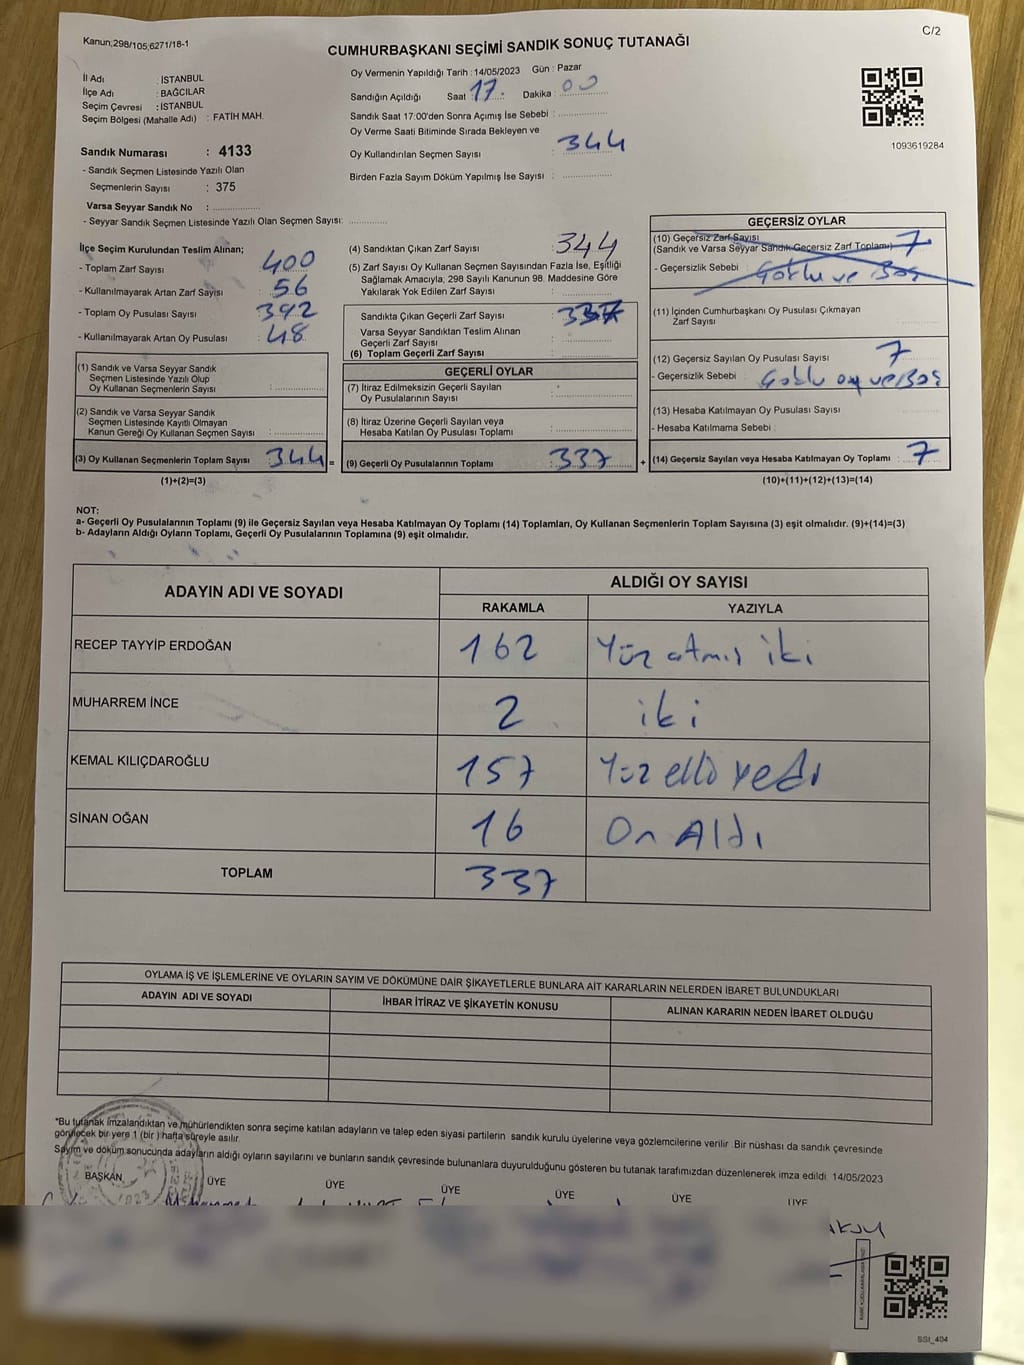 Kanun;298/105;6271/16-1
C/2
CUMHURBAŞKANI SEÇİMİ SANDIK SONUÇ TUTANAĞI
İl Adı : İSTANBUL
İlçe Adı : BAĞCILAR
Seçim Çevresi : İSTANBUL
Seçim Bölgesi (Mahalle Adı) : FATİH MAH.
Sandık Numarası : 4133
- Sandık Seçmen Listesinde Yazılı Olan
Seçmenlerin Sayısı : 375
Varsa Seyyar Sandık No :
- Seyyar Sandık Seçmen Listesinde Yazılı Olan Seçmen Sayısı:
Oy Vermenin Yapıldığı Tarih : 14/05/2023 Gün : Pazar
Sandığın Açıldığı Saat 17. Dakika : 00
Sandık Saat 17:00'den Sonra Açımış İse Sebebi :
Oy Verme Saati Bitiminde Sırada Bekleyen ve
Oy Kullandırılan Seçmen Sayısı : 344
Birden Fazla Sayım Döküm Yapılmış İse Sayısı :
1093619284
İlçe Seçim Kurulundan Teslim Alınan;
- Toplam Zarf Sayısı : 400
- Kullanılmayarak Artan Zarf Sayısı : 56
- Toplam Oy Pusulası Sayısı : 392
- Kullanılmayarak Artan Oy Pusulası : 48
(1) Sandık ve Varsa Seyyar Sandık
Seçmen Listesinde Yazılı Olup
Oy Kullanan Seçmenlerin Sayısı :
(2) Sandık ve Varsa Seyyar Sandık
Seçmen Listesinde Kayıtlı Olmayan
Kanun Gereği Oy Kullanan Seçmen Sayısı :
(3) Oy Kullanan Seçmenlerin Toplam Sayısı : 344 =
(1)+(2)=(3)
(4) Sandıktan Çıkan Zarf Sayısı : 344
(5) Zarf Sayısı Oy Kullanan Seçmen Sayısından Fazla İse, Eşitliği
Sağlamak Amacıyla; 298 Sayılı Kanunun 98. Maddesine Göre
Yakılarak Yok Edilen Zarf Sayısı :
Sandıkta Çıkan Geçerli Zarf Sayısı : 337
Varsa Seyyar Sandıktan Teslim Alınan
Geçerli Zarf Sayısı :
(6) Toplam Geçerli Zarf Sayısı :
GEÇERLİ OYLAR
(7) İtiraz Edilmeksizin Geçerli Sayılan
Oy Pusulalarının Sayısı :
(8) İtiraz Üzerine Geçerli Sayılan ve
Hesaba Katılan Oy Pusulası Toplamı :
(9) Geçerli Oy Pusulalarının Toplamı : 337 +
GEÇERSİZ OYLAR
(10) Geçersiz Zarf Sayısı
(Sandık ve Varsa Seyyar Sandık Geçersiz Zarf Toplamı) : 7
- Geçersizlik Sebebi : Çoklu ve Boş
(11) İçinden Cumhurbaşkanı Oy Pusulası Çıkmayan
Zarf Sayısı :
(12) Geçersiz Sayılan Oy Pusulası Sayısı : 7
- Geçersizlik Sebebi : Çoklu oy ve Boş
(13) Hesaba Katılmayan Oy Pusulası Sayısı :
- Hesaba Katılmama Sebebi :
(14) Geçersiz Sayılan veya Hesaba Katılmayan Oy Toplamı : 7
(10)+(11)+(12)+(13)=(14)
NOT:
a- Geçerli Oy Pusulalarının Toplamı (9) ile Geçersiz Sayılan veya Hesaba Katılmayan Oy Toplamı (14) Toplamları, Oy Kullanan Seçmenlerin Toplam Sayısına (3) eşit olmalıdır. (9)+(14)=(3)
b- Adayların Aldığı Oyların Toplamı, Geçerli Oy Pusulalarının Toplamına (9) eşit olmalıdır.
ADAYIN ADI VE SOYADI
ALDIĞI OY SAYISI
RAKAMLA YAZIYLA
RECEP TAYYİP ERDOĞAN 162 Yüz atmış iki
MUHARREM İNCE 2 iki
KEMAL KILIÇDAROĞLU 157 Yüz elli yedi
SİNAN OĞAN 16 On Altı
TOPLAM 337
OYLAMA İŞ VE İŞLEMLERİNE VE OYLARIN SAYIM VE DÖKÜMÜNE DAİR ŞİKAYETLERLE BUNLARA AİT KARARLARIN NELERDEN İBARET BULUNDUKLARI
ADAYIN ADI VE SOYADI İHBAR İTİRAZ VE ŞİKAYETİN KONUSU ALINAN KARARIN NEDEN İBARET OLDUĞU
*Bu tutanak imzalandıktan ve mühürlendikten sonra seçime katılan adayların ve talep eden siyasi partilerin sandık kurulu üyelerine veya gözlemcilerine verilir. Bir nüshası da sandık çevresinde
görülecek bir yere 1 (bir ) hafta süreyle asılır.
Sayım ve döküm sonucunda adayların aldığı oyların sayılarını ve bunların sandık çevresinde bulunanlara duyurulduğunu gösteren bu tutanak tarafımızdan düzenlenerek imza edildi. 14/05/2023
BAŞKAN ÜYE ÜYE ÜYE ÜYE ÜYE ÜYE
SSt_404